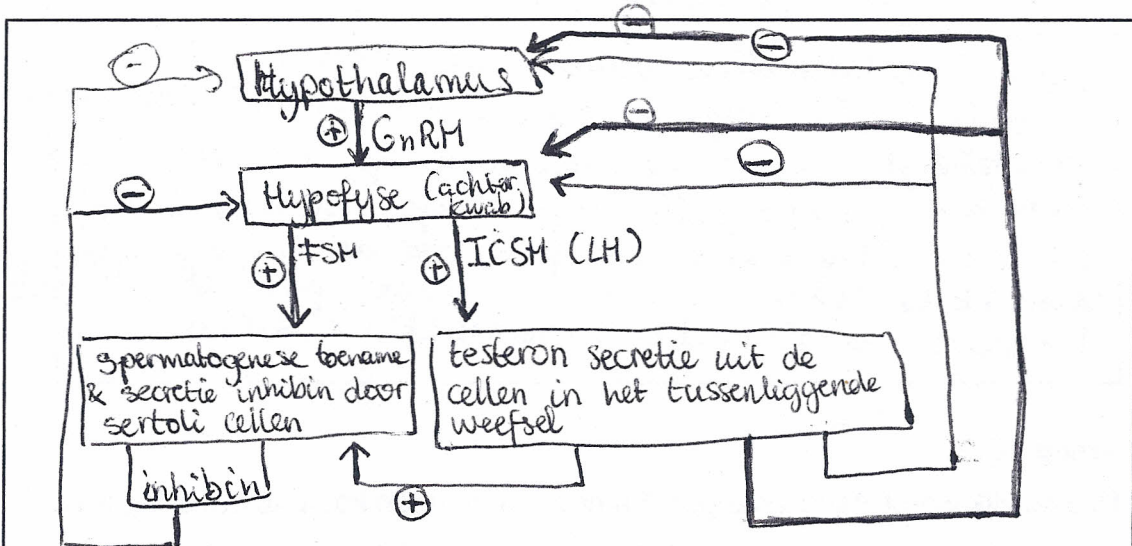 ⊖
⊖
⊖
Hypothalamus
⊕ GnRH
⊖
⊖
⊖
Hypofyse (achter
kwab)
⊕ FSH
⊕ ICSH (LH)
spermatogenese toename
& secretie inhibin door
sertoli cellen
testeron secretie uit de
cellen in het tussenliggende
weefsel
inhibin
⊕